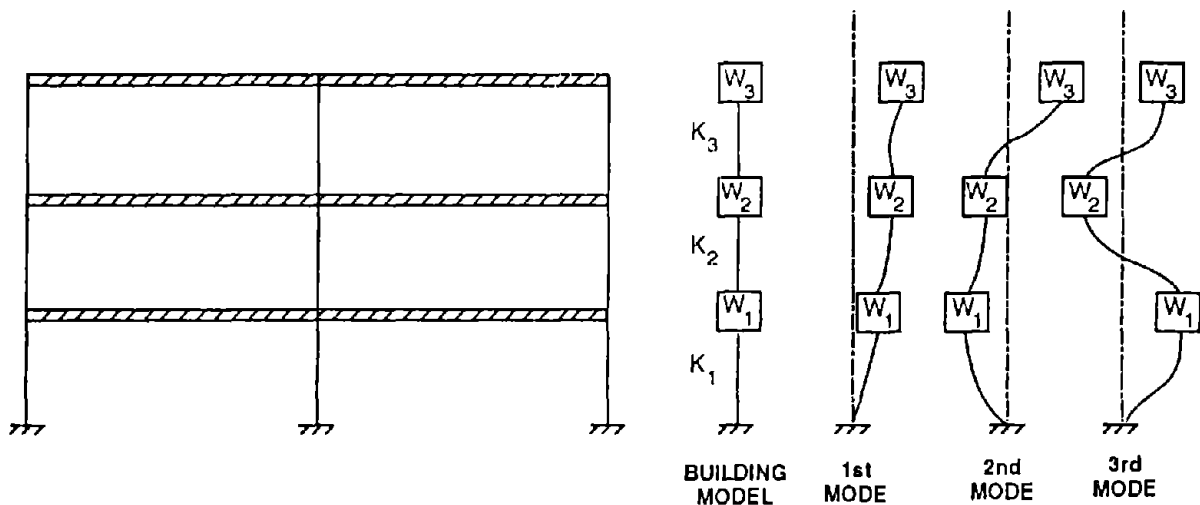 W3 W3 W3 W3
K3
W2 W2 W2 W2
K2
W1 W1 W1 W1
K1
BUILDING MODEL
1st MODE
2nd MODE
3rd MODE